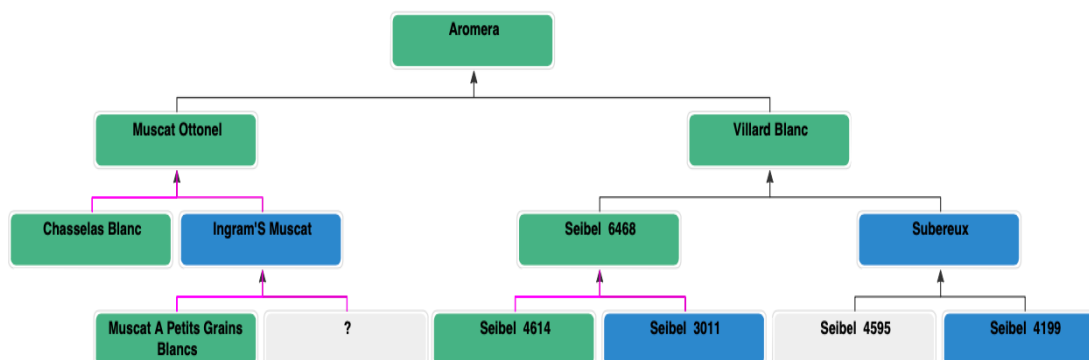 Aromera
Muscat Ottonel
Villard Blanc
Chasselas Blanc
Ingram'S Muscat
Seibel 6468
Subereux
Muscat A Petits Grains
Blancs
?
Seibel 4614
Seibel 3011
Seibel 4595
Seibel 4199